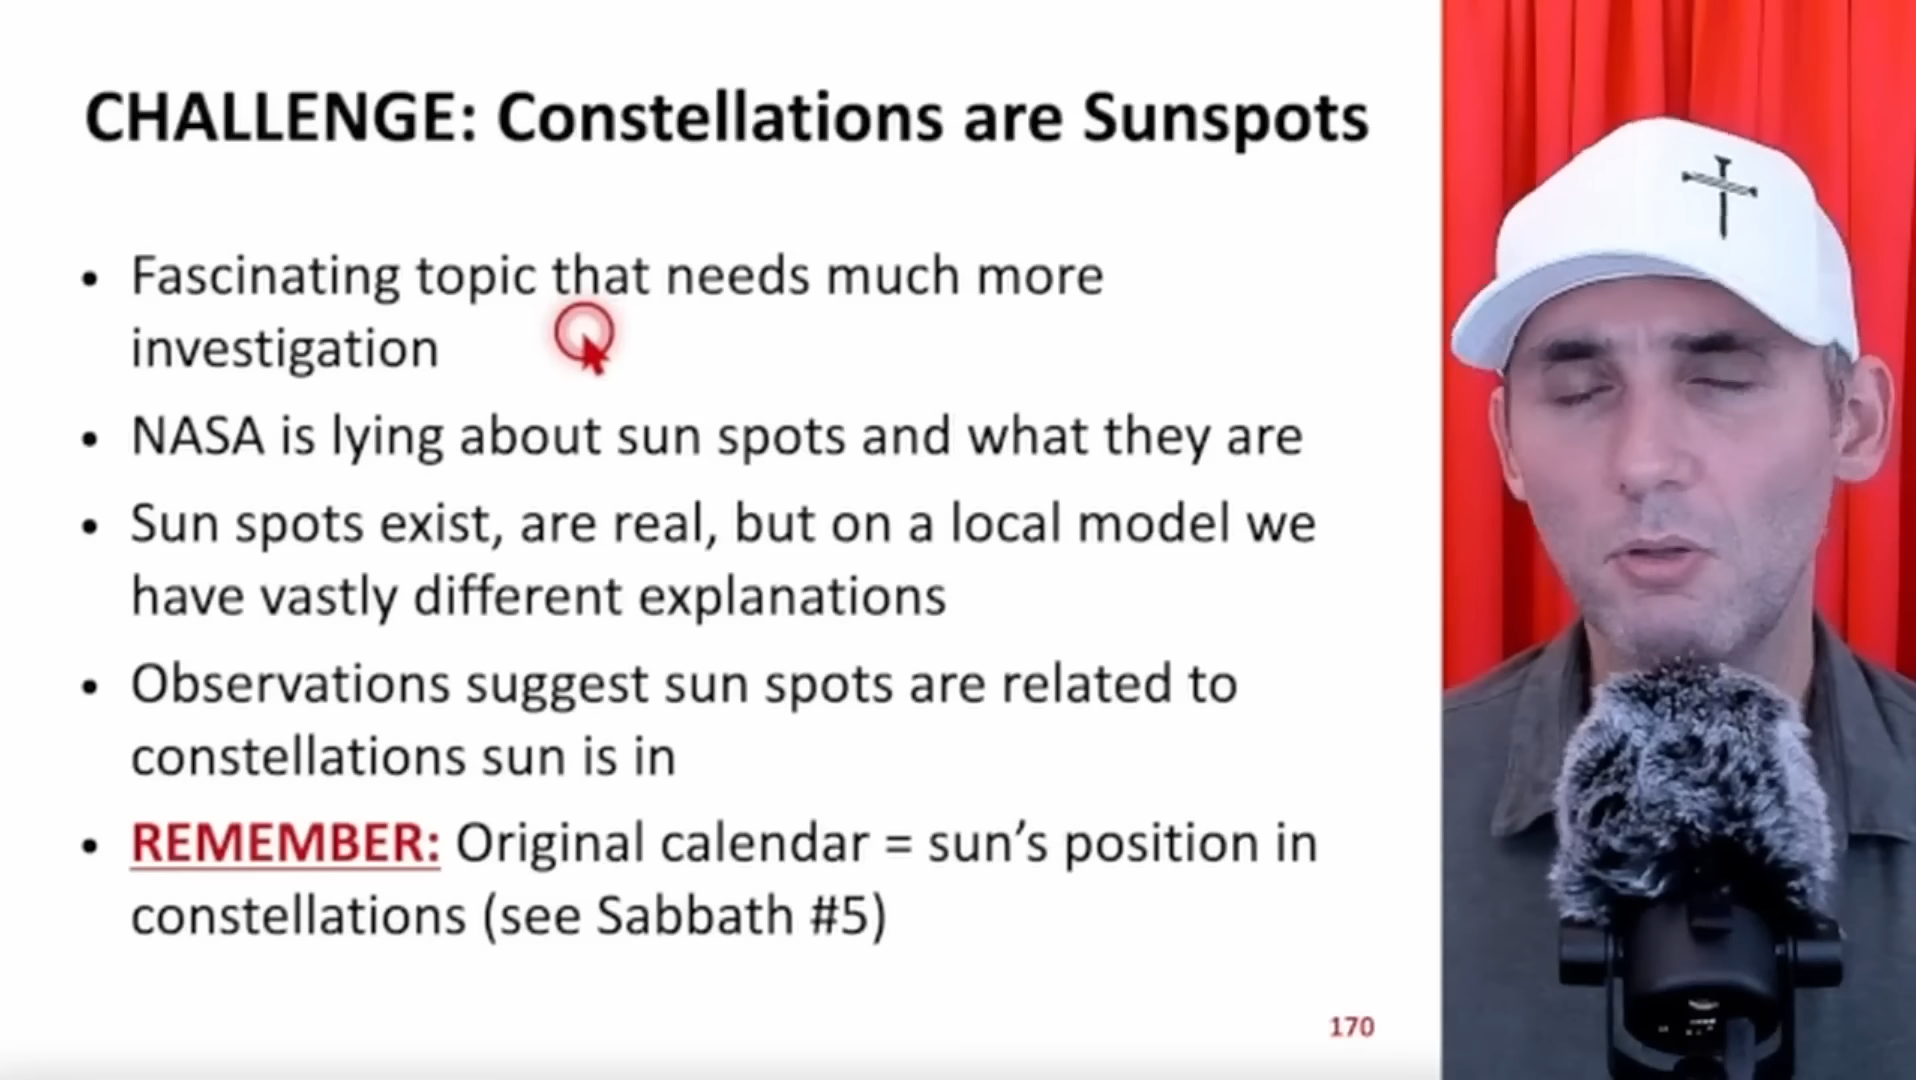 CHALLENGE: Constellations are Sunspots
• Fascinating topic that needs much more
investigation
• NASA is lying about sun spots and what they are
• Sun spots exist, are real, but on a local model we
have vastly different explanations
• Observations suggest sun spots are related to
constellations sun is in
• REMEMBER: Original calendar = sun’s position in
constellations (see Sabbath #5)
170